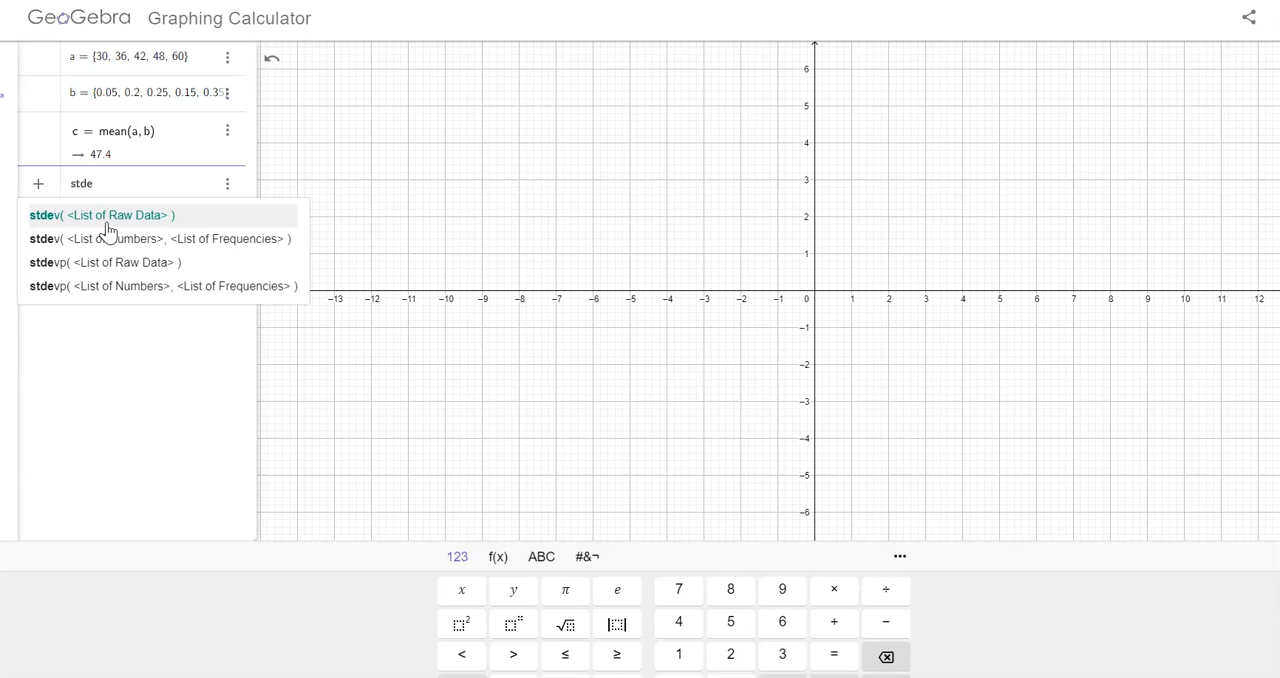 GeoGebra Graphing Calculator
a = {30, 36, 42, 48, 60}
b = {0.05, 0.2, 0.25, 0.15, 0.35
c = mean(a, b)
→ 47.4
+ stde
stdev( <List of Raw Data> )
stdev( <List of Numbers>, <List of Frequencies> )
stdevp( <List of Raw Data> )
stdevp( <List of Numbers>, <List of Frequencies> )
6
5
4
3
2
1
−13 −12 −11 −10 −9 −8 −7 −6 −5 −4 −3 −2 −1 0 1 2 3 4 5 6 7 8 9 10 11 12
−1
−2
−3
−4
−5
−6
123 f(x) ABC #&¬ •••
x y π e 7 8 9 × ÷
2 √ 4 5 6 + −
< > ≤ ≥ 1 2 3 =